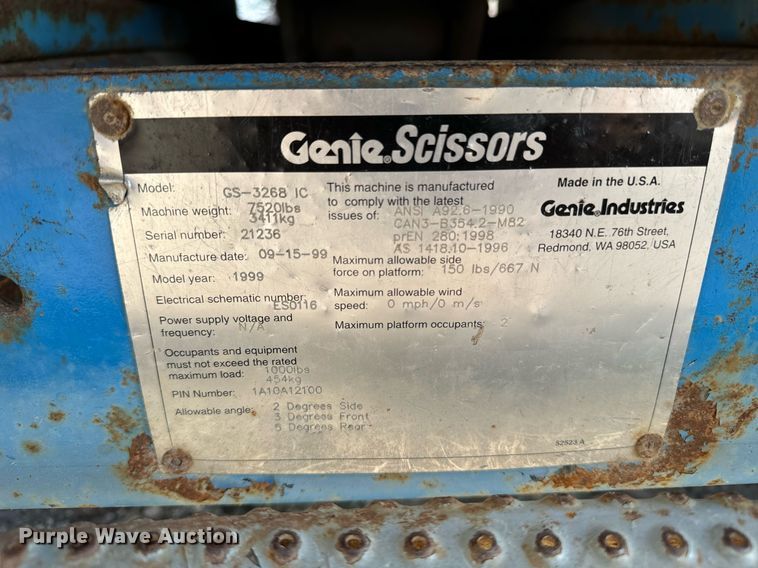 Genie Scissors
Model: GS-3268 IC
Machine weight: 7520lbs
3411kg
Serial number: 21236
Manufacture date: 09-15-99
Model year: 1999
Electrical schematic number:
ES0116
Power supply voltage and
frequency: N/A
Occupants and equipment
must not exceed the rated
maximum load: 1000lbs
454kg
PIN Number: 1A10A12100
Allowable angle: 2 Degrees Side
3 Degrees Front
5 Degrees Rear
This machine is manufactured
to comply with the latest
issues of: ANSI A92.6-1990
CAN3-B354.2-M82
prEN 280:1998
AS 1418.10-1996
Maximum allowable side
force on platform: 150 lbs/667 N
Maximum allowable wind
speed: 0 mph/0 m/s
Maximum platform occupants: 2
Made in the U.S.A.
Genie Industries
18340 N.E. 76th Street,
Redmond, WA 98052, USA
52523 A
Purple Wave Auction